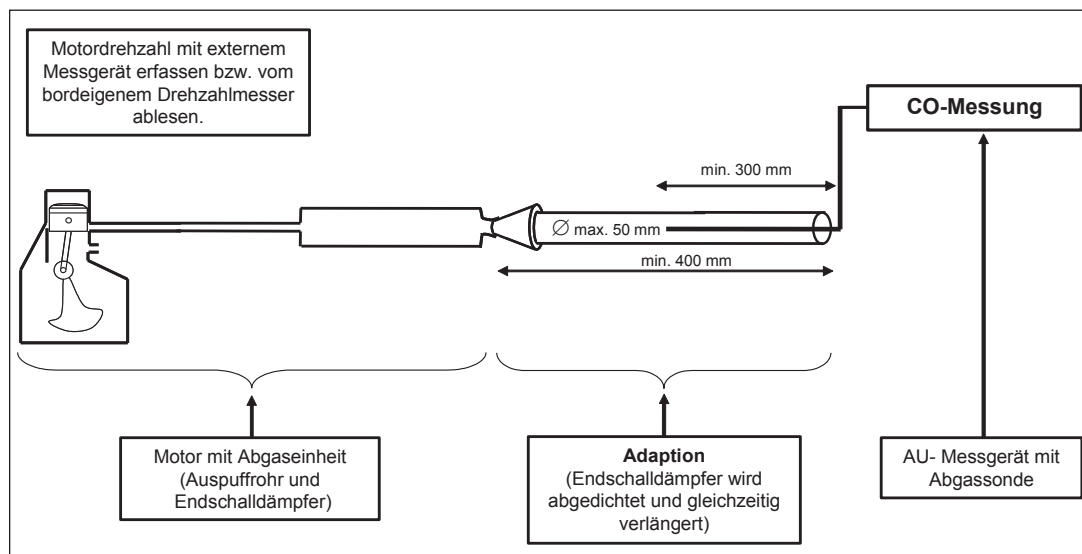 Motordrehzahl mit externem
Messgerät erfassen bzw. vom
bordeigenem Drehzahlmesser
ablesen.
CO-Messung
min. 300 mm
∅ max. 50 mm
min. 400 mm
Motor mit Abgaseinheit
(Auspuffrohr und
Endschalldämpfer)
Adaption
(Endschalldämpfer wird
abgedichtet und gleichzeitig
verlängert)
AU- Messgerät mit
Abgassonde